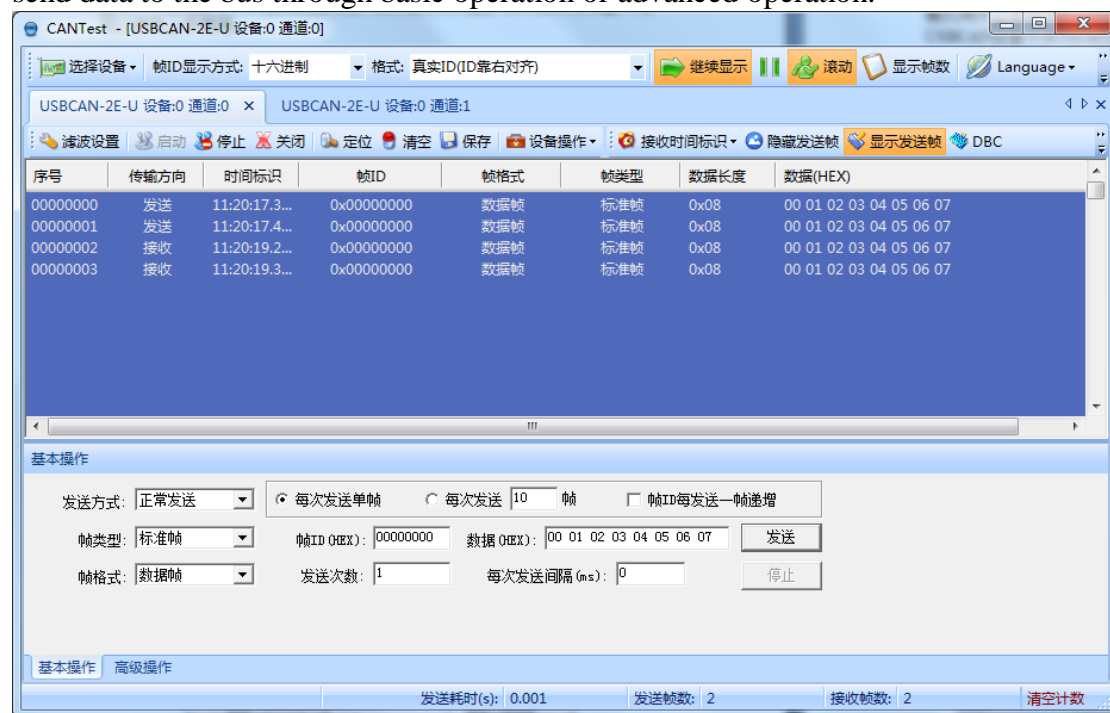 send data to the bus through basic operation or advanced operation.
CANTest - [USBCAN-2E-U 设备:0 通道:0]
选择设备 帧ID显示方式: 十六进制 格式: 真实ID(ID靠右对齐) 继续显示 滚动 显示帧数 Language
USBCAN-2E-U 设备:0 通道:0 × USBCAN-2E-U 设备:0 通道:1
滤波设置 启动 停止 关闭 定位 清空 保存 设备操作 接收时间标识 隐藏发送帧 显示发送帧 DBC
序号 传输方向 时间标识 帧ID 帧格式 帧类型 数据长度 数据(HEX)
00000000 发送 11:20:17.3... 0x00000000 数据帧 标准帧 0x08 00 01 02 03 04 05 06 07
00000001 发送 11:20:17.4... 0x00000000 数据帧 标准帧 0x08 00 01 02 03 04 05 06 07
00000002 接收 11:20:19.2... 0x00000000 数据帧 标准帧 0x08 00 01 02 03 04 05 06 07
00000003 接收 11:20:19.3... 0x00000000 数据帧 标准帧 0x08 00 01 02 03 04 05 06 07
基本操作
发送方式: 正常发送 每次发送单帧 每次发送 10 帧 帧ID每发送一帧递增
帧类型: 标准帧 帧ID(HEX): 00000000 数据(HEX): 00 01 02 03 04 05 06 07 发送
帧格式: 数据帧 发送次数: 1 每次发送间隔(ms): 0 停止
基本操作 高级操作
发送耗时(s): 0.001 发送帧数: 2 接收帧数: 2 清空计数